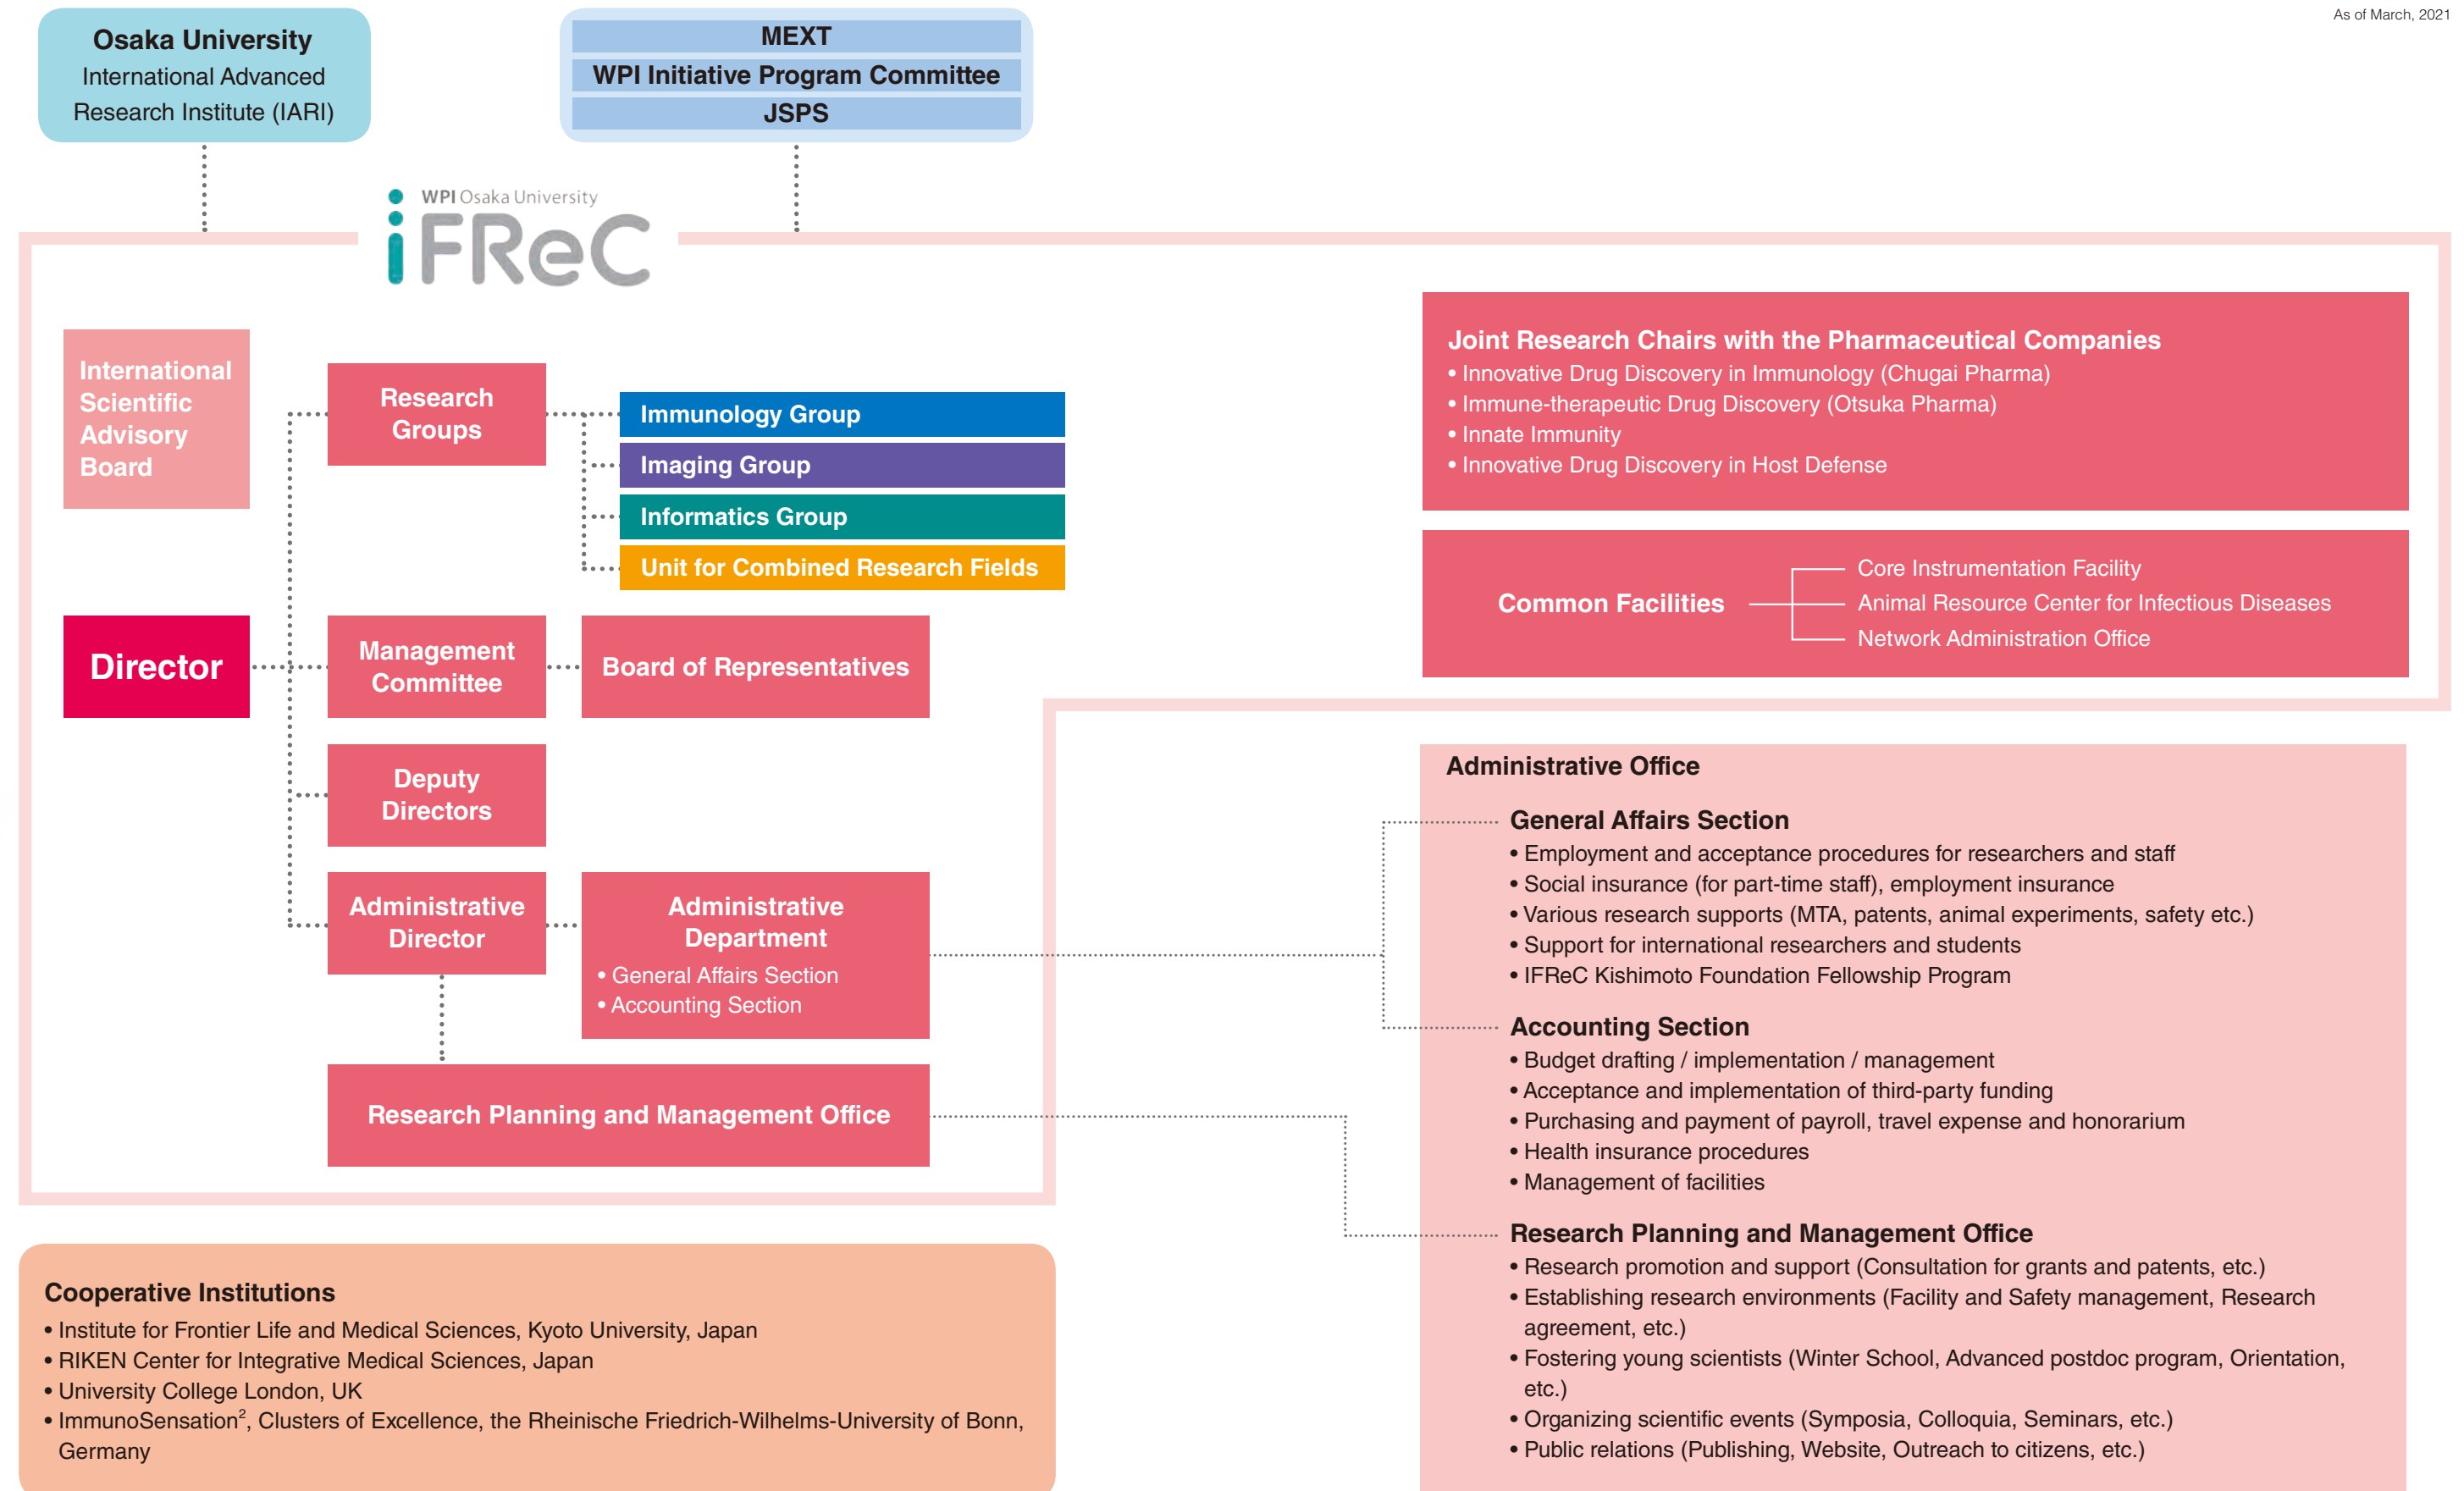 As of March, 2021
Osaka University
International Advanced
Research Institute (IARI)
MEXT
WPI Initiative Program Committee
JSPS
WPI Osaka University
iFReC
International
Scientific
Advisory
Board
Research
Groups
Immunology Group
Imaging Group
Informatics Group
Unit for Combined Research Fields
Director
Management
Committee
Board of Representatives
Deputy
Directors
Administrative
Director
Administrative
Department
• General Affairs Section
• Accounting Section
Research Planning and Management Office
Joint Research Chairs with the Pharmaceutical Companies
• Innovative Drug Discovery in Immunology (Chugai Pharma)
• Immune-therapeutic Drug Discovery (Otsuka Pharma)
• Innate Immunity
• Innovative Drug Discovery in Host Defense
Common Facilities
Core Instrumentation Facility
Animal Resource Center for Infectious Diseases
Network Administration Office
Administrative Office
General Affairs Section
• Employment and acceptance procedures for researchers and staff
• Social insurance (for part-time staff), employment insurance
• Various research supports (MTA, patents, animal experiments, safety etc.)
• Support for international researchers and students
• IFReC Kishimoto Foundation Fellowship Program
Accounting Section
• Budget drafting / implementation / management
• Acceptance and implementation of third-party funding
• Purchasing and payment of payroll, travel expense and honorarium
• Health insurance procedures
• Management of facilities
Research Planning and Management Office
• Research promotion and support (Consultation for grants and patents, etc.)
• Establishing research environments (Facility and Safety management, Research
agreement, etc.)
• Fostering young scientists (Winter School, Advanced postdoc program, Orientation,
etc.)
• Organizing scientific events (Symposia, Colloquia, Seminars, etc.)
• Public relations (Publishing, Website, Outreach to citizens, etc.)
Cooperative Institutions
• Institute for Frontier Life and Medical Sciences, Kyoto University, Japan
• RIKEN Center for Integrative Medical Sciences, Japan
• University College London, UK
• ImmunoSensation², Clusters of Excellence, the Rheinische Friedrich-Wilhelms-University of Bonn,
Germany